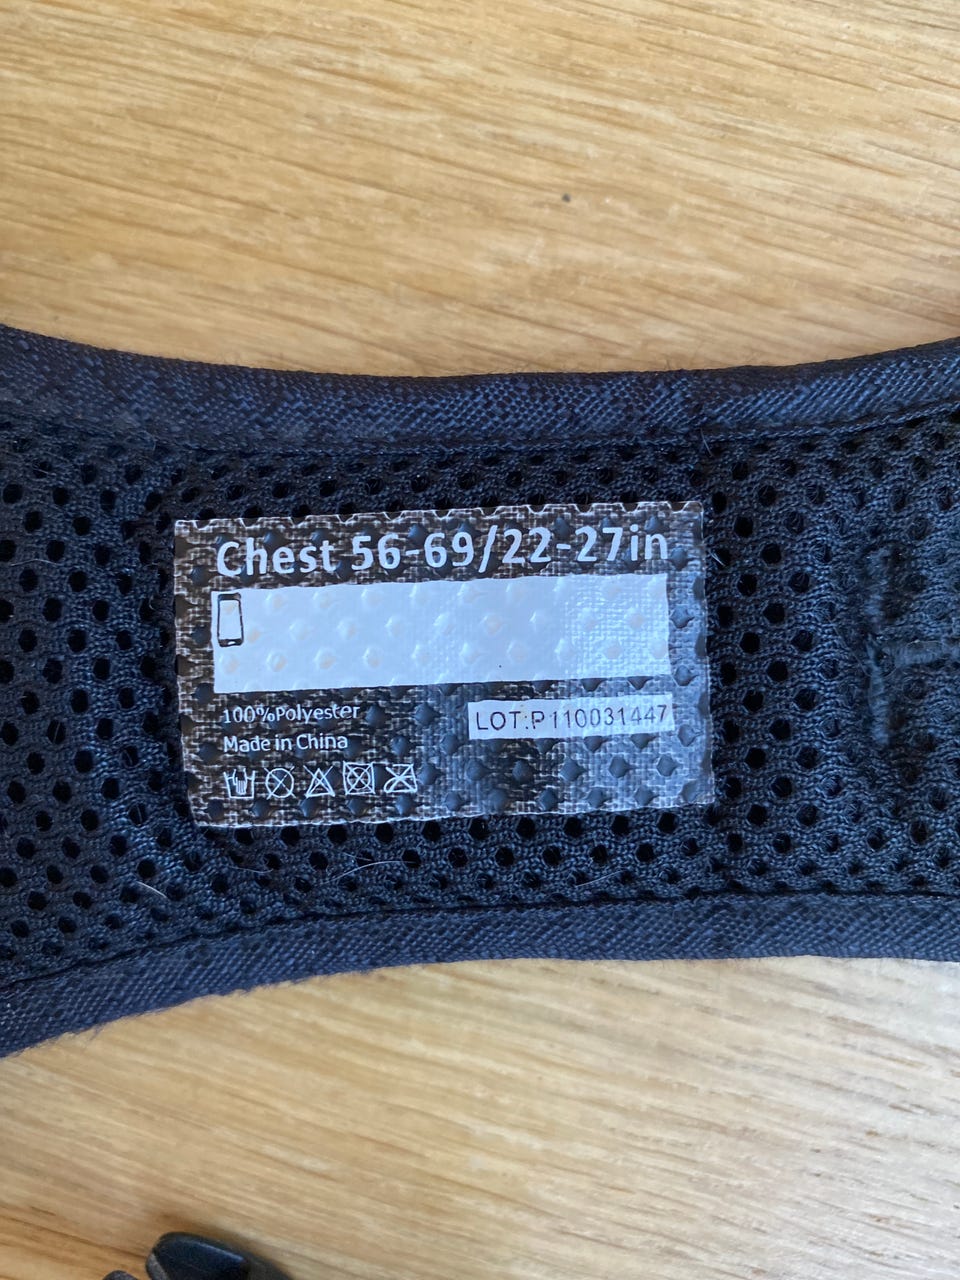 Chest 56-69/22-27in
100%Polyester
Made in China
LOT:P110031447